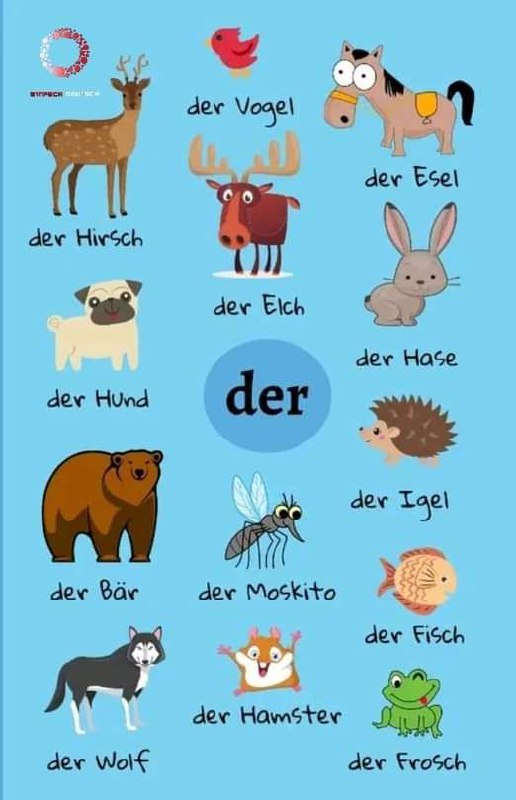 der Vogel
der Esel
der Hirsch
der Elch
der Hase
der Hund
der
der Igel
der Bär
der Moskito
der Fisch
der Hamster
der Wolf
der Frosch